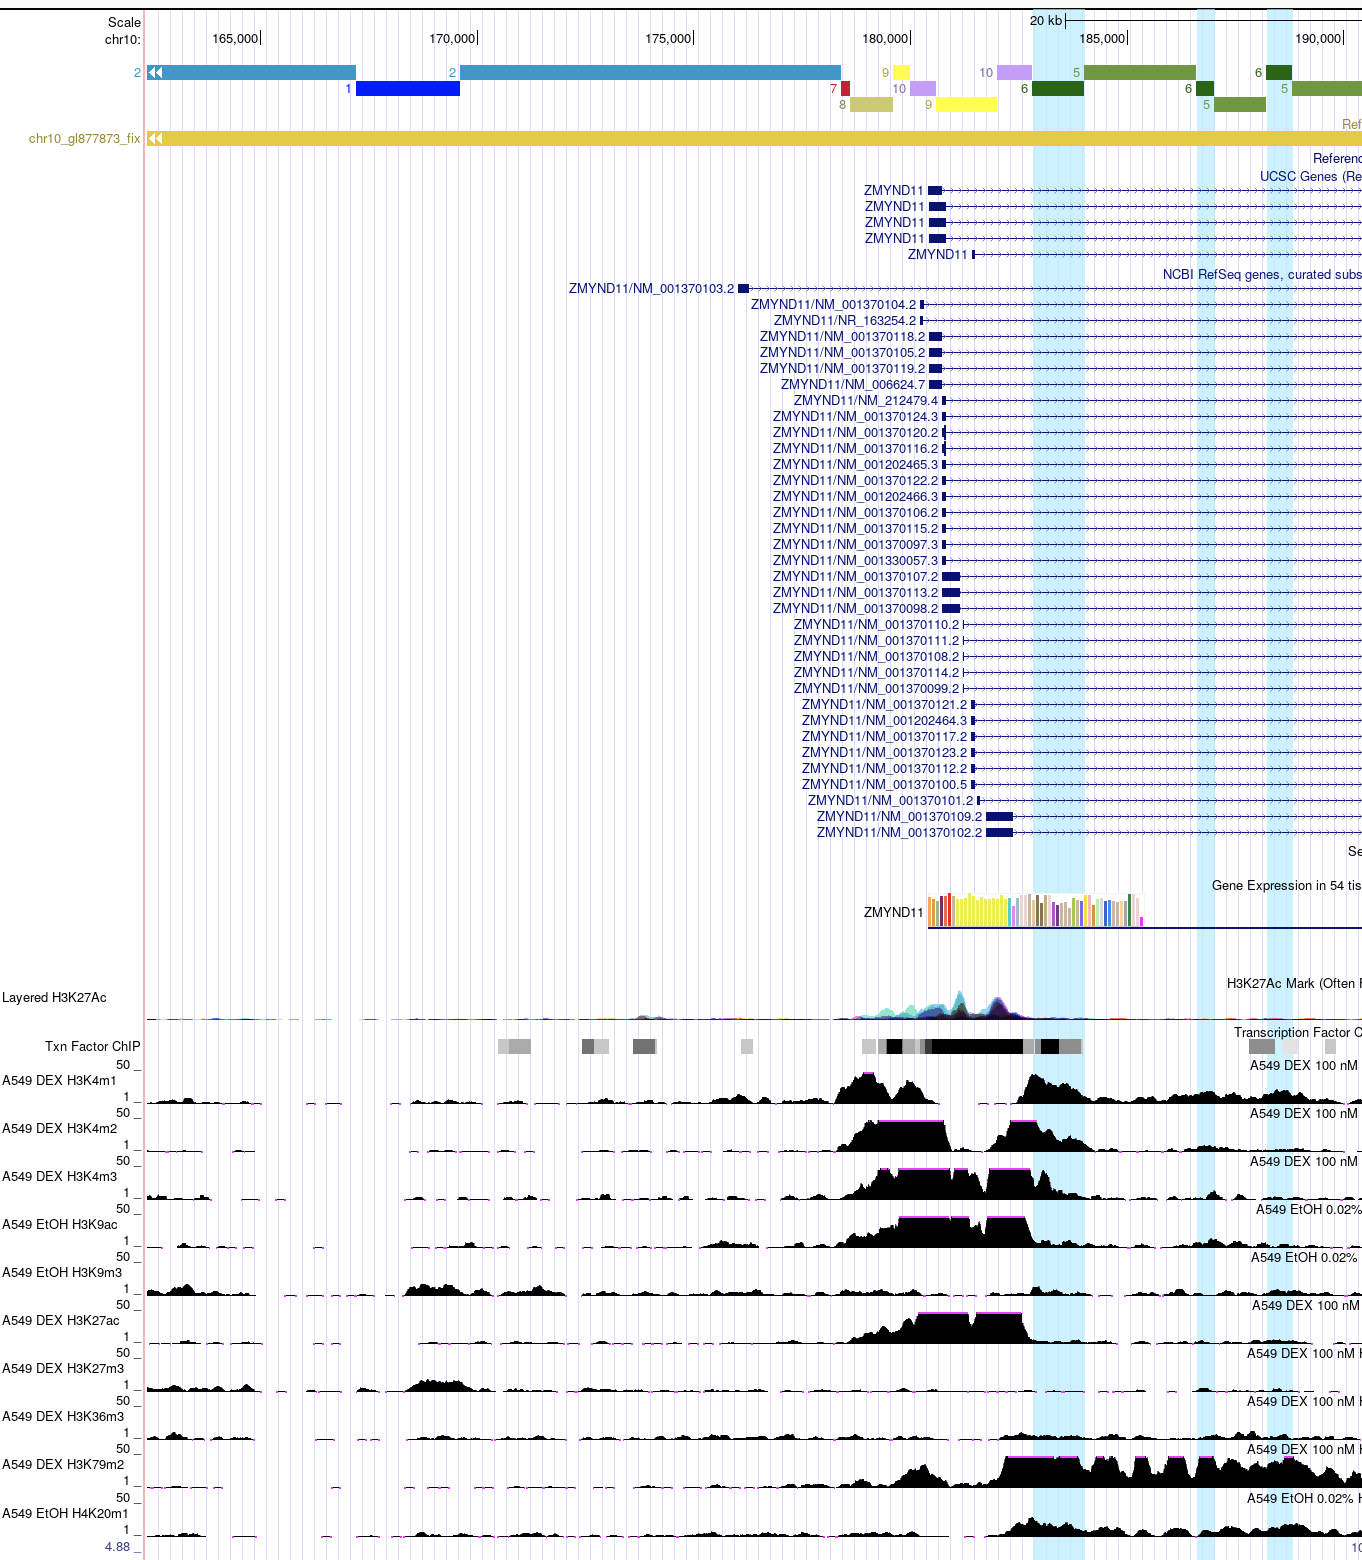 Scale 20 kb
chr10: 165,000 170,000 175,000 180,000 185,000 190,000
2 2 9 10 5 6
1 7 10 6 6 5
8 9 5
Ref
chr10_gl877873_fix
Referenc
UCSC Genes (Re
ZMYND11
ZMYND11
ZMYND11
ZMYND11
ZMYND11
NCBI RefSeq genes, curated subs
ZMYND11/NM_001370103.2
ZMYND11/NM_001370104.2
ZMYND11/NR_163254.2
ZMYND11/NM_001370118.2
ZMYND11/NM_001370105.2
ZMYND11/NM_001370119.2
ZMYND11/NM_006624.7
ZMYND11/NM_212479.4
ZMYND11/NM_001370124.3
ZMYND11/NM_001370120.2
ZMYND11/NM_001370116.2
ZMYND11/NM_001202465.3
ZMYND11/NM_001370122.2
ZMYND11/NM_001202466.3
ZMYND11/NM_001370106.2
ZMYND11/NM_001370115.2
ZMYND11/NM_001370097.3
ZMYND11/NM_001330057.3
ZMYND11/NM_001370107.2
ZMYND11/NM_001370113.2
ZMYND11/NM_001370098.2
ZMYND11/NM_001370110.2
ZMYND11/NM_001370111.2
ZMYND11/NM_001370108.2
ZMYND11/NM_001370114.2
ZMYND11/NM_001370099.2
ZMYND11/NM_001370121.2
ZMYND11/NM_001202464.3
ZMYND11/NM_001370117.2
ZMYND11/NM_001370123.2
ZMYND11/NM_001370112.2
ZMYND11/NM_001370100.5
ZMYND11/NM_001370101.2
ZMYND11/NM_001370109.2
ZMYND11/NM_001370102.2
Se
Gene Expression in 54 tis
ZMYND11
H3K27Ac Mark (Often F
Layered H3K27Ac
Transcription Factor C
Txn Factor ChIP
50 _ A549 DEX 100 nM
A549 DEX H3K4m1
1 _
50 _ A549 DEX 100 nM
A549 DEX H3K4m2
1 _
50 _ A549 DEX 100 nM
A549 DEX H3K4m3
1 _
50 _ A549 EtOH 0.02%
A549 EtOH H3K9ac
1 _
50 _ A549 EtOH 0.02%
A549 EtOH H3K9m3
1 _
50 _ A549 DEX 100 nM
A549 DEX H3K27ac
1 _
50 _ A549 DEX 100 nM H
A549 DEX H3K27m3
1 _
50 _ A549 DEX 100 nM H
A549 DEX H3K36m3
1 _
50 _ A549 DEX 100 nM H
A549 DEX H3K79m2
1 _
50 _ A549 EtOH 0.02% H
A549 EtOH H4K20m1
1 _
4.88 _ 10